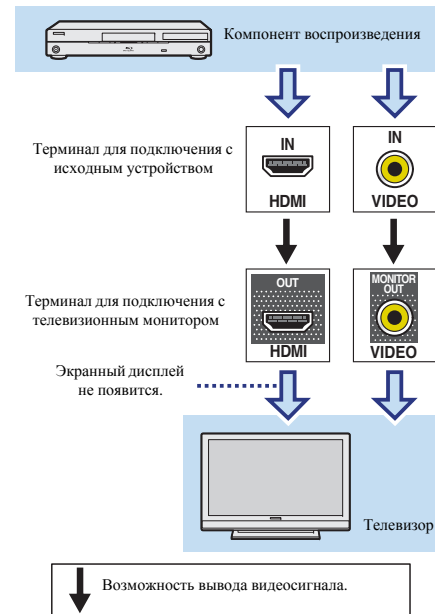 Компонент воспроизведения
Терминал для подключения с
исходным устройством
IN
HDMI
IN
VIDEO
Терминал для подключения с
телевизионным монитором
OUT
HDMI
MONITOR
OUT
VIDEO
Экранный дисплей
не появится.
Телевизор
Возможность вывода видеосигнала.